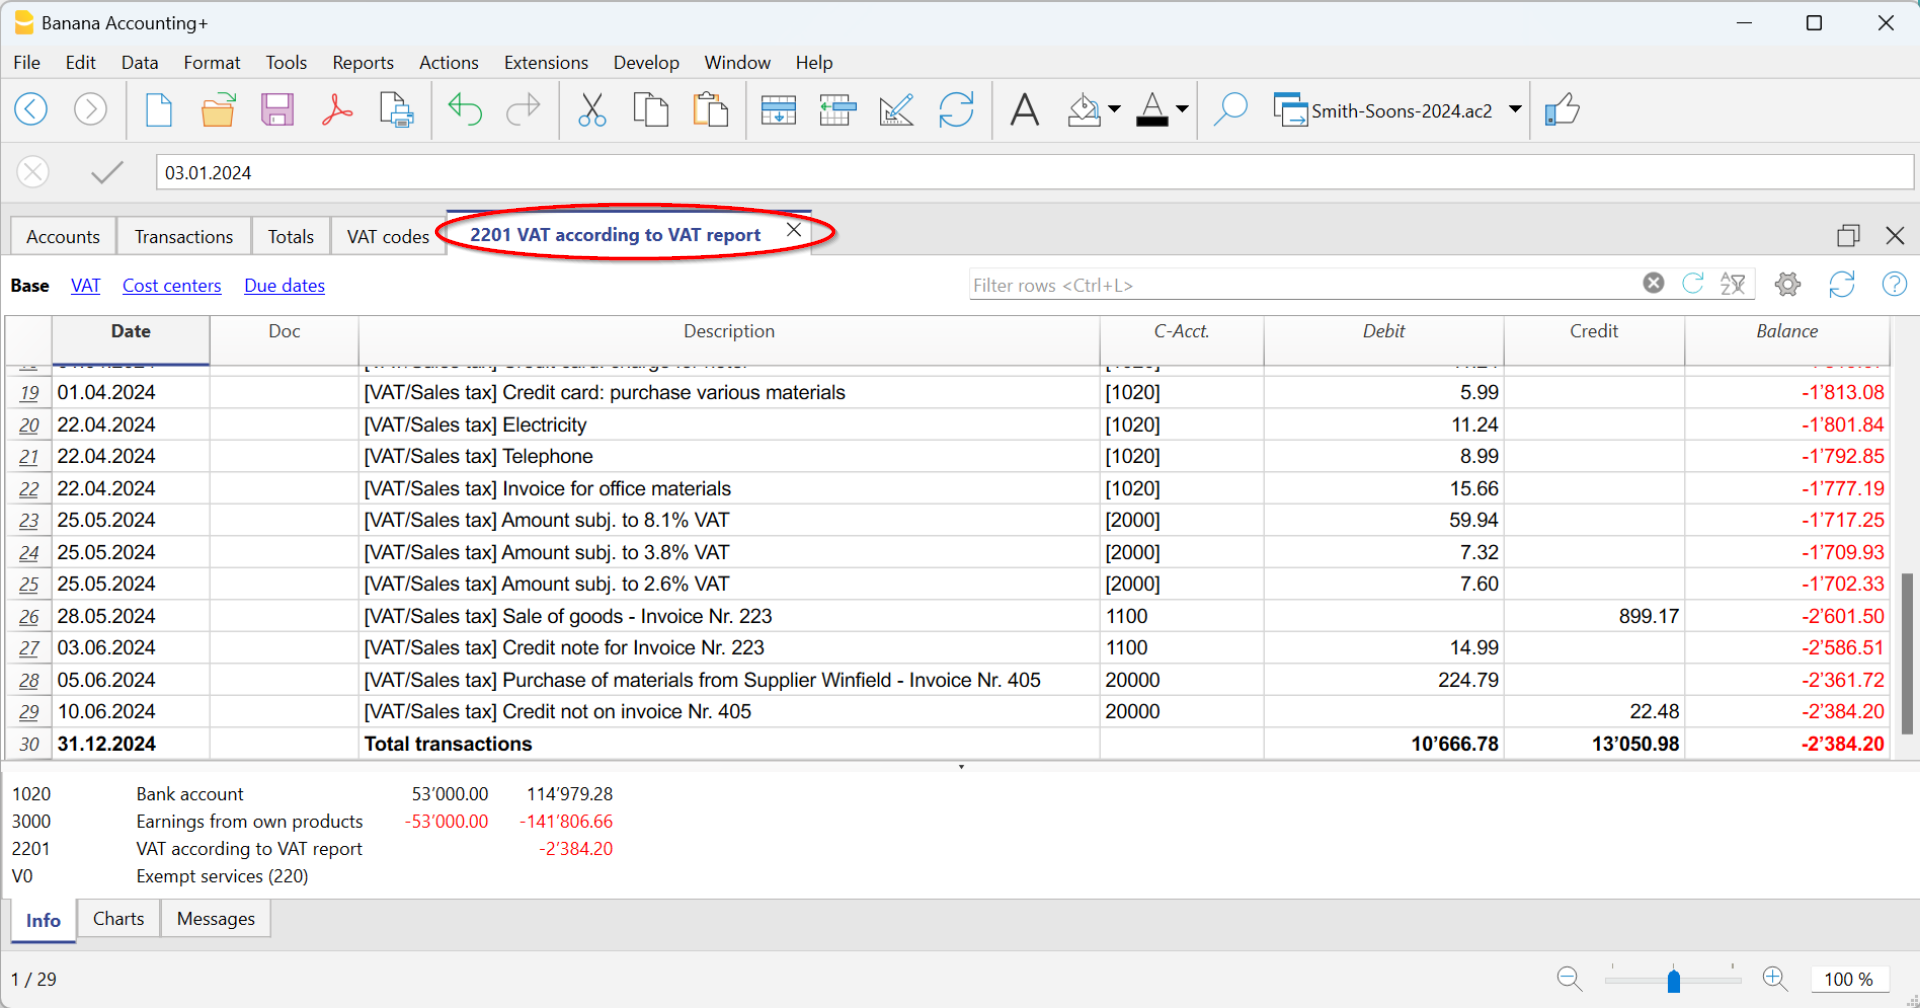 Banana Accounting+
File Edit Data Format Tools Reports Actions Extensions Develop Window Help
Smith-Soons-2024.ac2
03.01.2024
Accounts Transactions Totals VAT codes 2201 VAT according to VAT report
Base VAT Cost centers Due dates Filter rows <Ctrl+L>
Date Doc Description C-Acct. Debit Credit Balance
19 01.04.2024 [VAT/Sales tax] Credit card: purchase various materials [1020] 5.99 -1’813.08
20 22.04.2024 [VAT/Sales tax] Electricity [1020] 11.24 -1’801.84
21 22.04.2024 [VAT/Sales tax] Telephone [1020] 8.99 -1’792.85
22 22.04.2024 [VAT/Sales tax] Invoice for office materials [1020] 15.66 -1’777.19
23 25.05.2024 [VAT/Sales tax] Amount subj. to 8.1% VAT [2000] 59.94 -1’717.25
24 25.05.2024 [VAT/Sales tax] Amount subj. to 3.8% VAT [2000] 7.32 -1’709.93
25 25.05.2024 [VAT/Sales tax] Amount subj. to 2.6% VAT [2000] 7.60 -1’702.33
26 28.05.2024 [VAT/Sales tax] Sale of goods - Invoice Nr. 223 1100 899.17 -2’601.50
27 03.06.2024 [VAT/Sales tax] Credit note for Invoice Nr. 223 1100 14.99 -2’586.51
28 05.06.2024 [VAT/Sales tax] Purchase of materials from Supplier Winfield - Invoice Nr. 405 20000 224.79 -2’361.72
29 10.06.2024 [VAT/Sales tax] Credit not on invoice Nr. 405 20000 22.48 -2’384.20
30 31.12.2024 Total transactions 10’666.78 13’050.98 -2’384.20
1020 Bank account 53’000.00 114’979.28
3000 Earnings from own products -53’000.00 -141’806.66
2201 VAT according to VAT report -2’384.20
V0 Exempt services (220)
Info Charts Messages
1 / 29 100 %